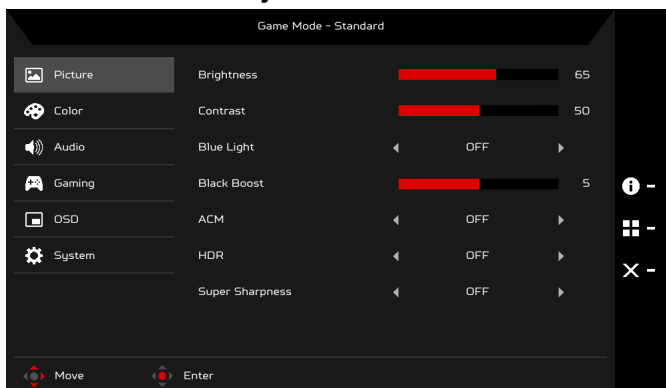 Game Mode - Standard
Picture
Brightness 65
Color
Contrast 50
Audio
Blue Light OFF
Gaming
Black Boost 5
OSD
ACM OFF
System
HDR OFF
Super Sharpness OFF
Move Enter